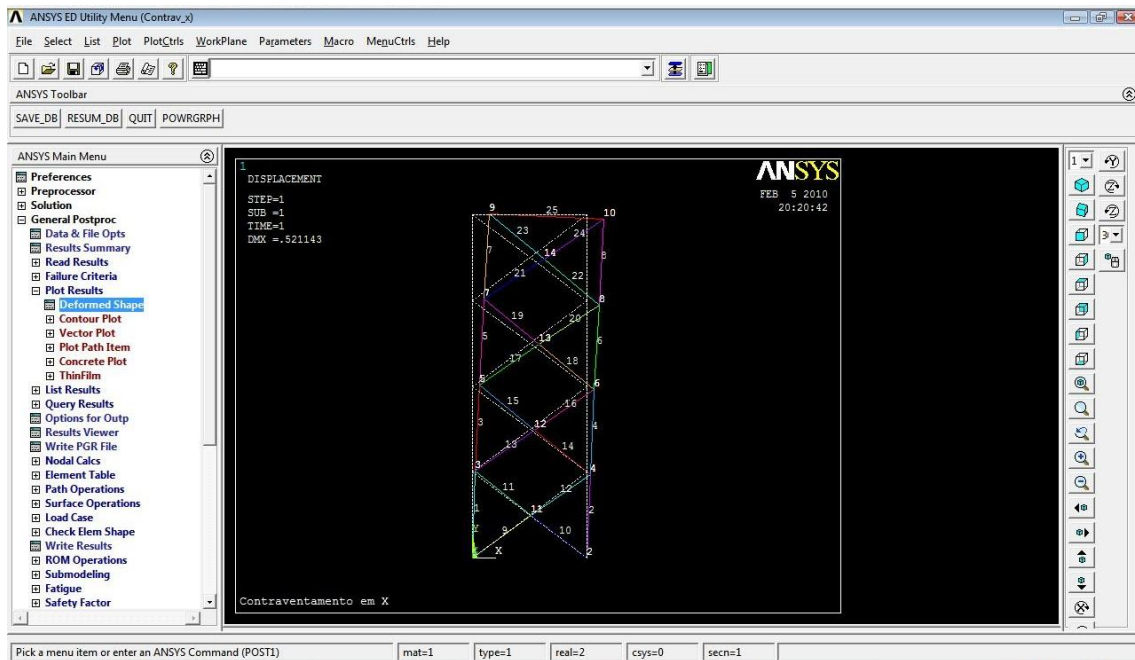 ANSYS ED Utility Menu (Contrav_x)
File Select List Plot PlotCtrls WorkPlane Parameters Macro MenuCtrls Help
ANSYS Toolbar
SAVE_DB RESUM_DB QUIT POWRGRPH
ANSYS Main Menu
Preferences
Preprocessor
Solution
General Postproc
Data & File Opts
Results Summary
Read Results
Failure Criteria
Plot Results
Deformed Shape
Contour Plot
Vector Plot
Plot Path Item
Concrete Plot
ThinFilm
List Results
Query Results
Options for Outp
Results Viewer
Write PGR File
Nodal Calcs
Element Table
Path Operations
Surface Operations
Load Case
Check Elem Shape
Write Results
ROM Operations
Submodeling
Fatigue
Safety Factor
1
DISPLACEMENT
STEP=1
SUB =1
TIME=1
DMX =.521143
ANSYS
FEB 5 2010
20:20:42
9 25 10
23 24
7 14 8
21 22
7 8
19 20
5 13 6
17 18
5 6
15 16
3 12 4
13 14
3 4
11 12
1 11 2
Y 9 10
X 2
Contraventamento em X
1
3
Pick a menu item or enter an ANSYS Command (POST1)
mat=1
type=1
real=2
csys=0
secn=1